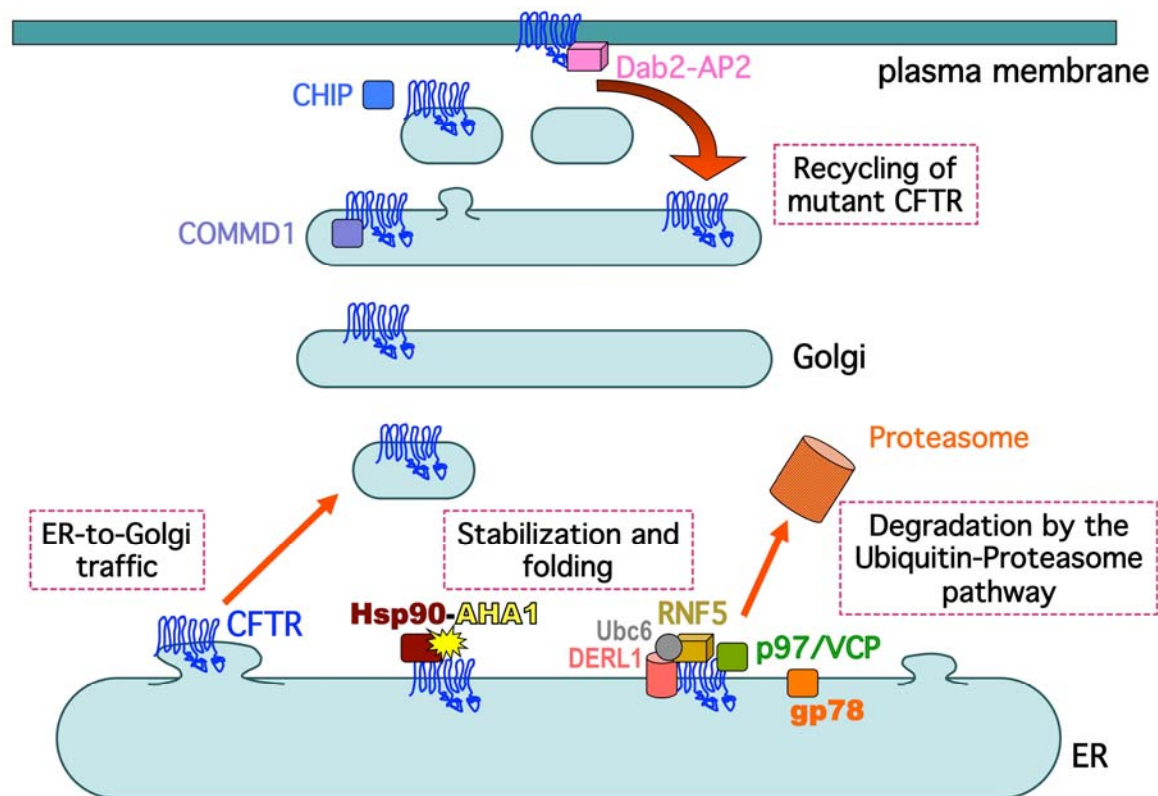 Dab2-AP2
plasma membrane
CHIP
Recycling of
mutant CFTR
COMMD1
Golgi
Proteasome
ER-to-Golgi
traffic
Stabilization and
folding
Degradation by the
Ubiquitin-Proteasome
pathway
CFTR
Hsp90-AHA1
RNF5
Ubc6
DERL1
p97/VCP
gp78
ER